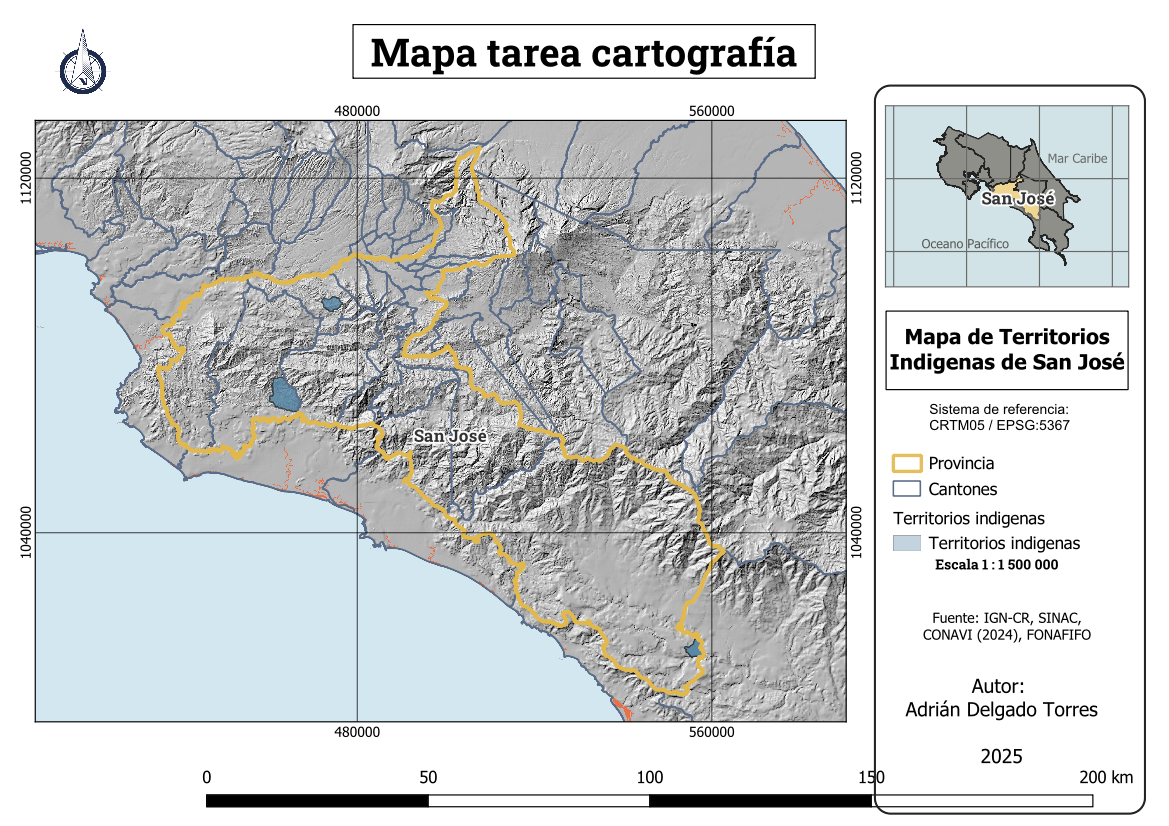 Mapa tarea cartografía
480000
560000
1120000
1120000
Mar Caribe
San José
Oceano Pacífico
Mapa de Territorios
Indigenas de San José
Sistema de referencia:
CRTM05 / EPSG:5367
San José
Provincia
Cantones
Territorios indigenas
Territorios indigenas
Escala 1 : 1 500 000
1040000
1040000
Fuente: IGN-CR, SINAC,
CONAVI (2024), FONAFIFO
Autor:
Adrián Delgado Torres
480000
560000
2025
0
50
100
150
200 km